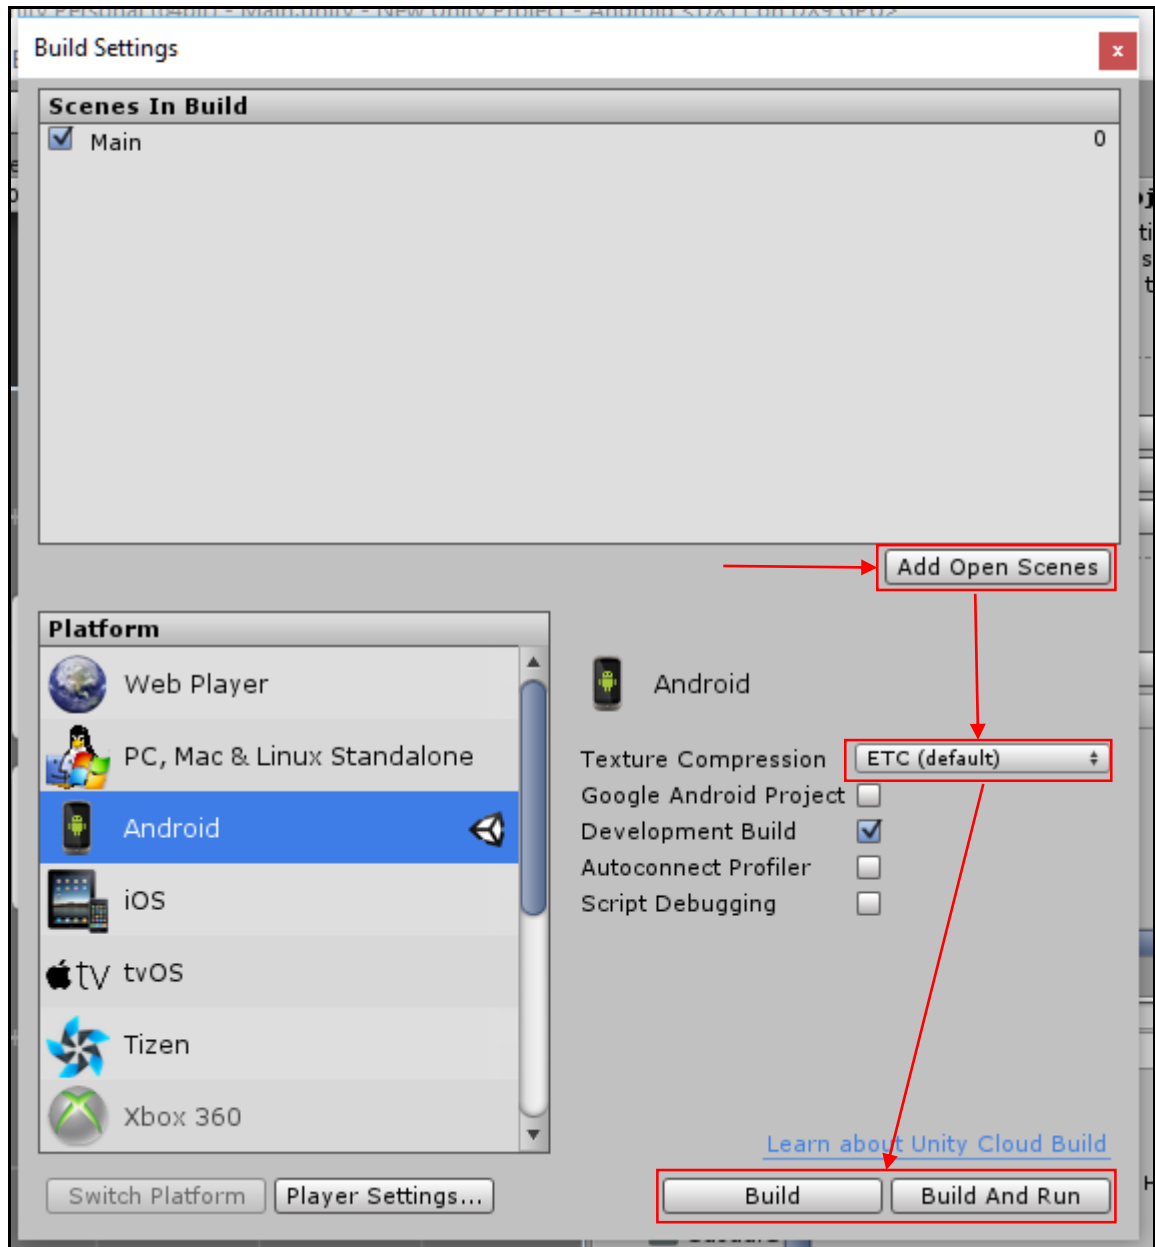 Build Settings
x
Scenes In Build
Main 0
Add Open Scenes
Platform
Web Player
PC, Mac & Linux Standalone
Android
iOS
tv tvOS
Tizen
Xbox 360
Android
Texture Compression ETC (default)
Google Android Project
Development Build
Autoconnect Profiler
Script Debugging
Learn about Unity Cloud Build
Switch Platform Player Settings...
Build Build And Run